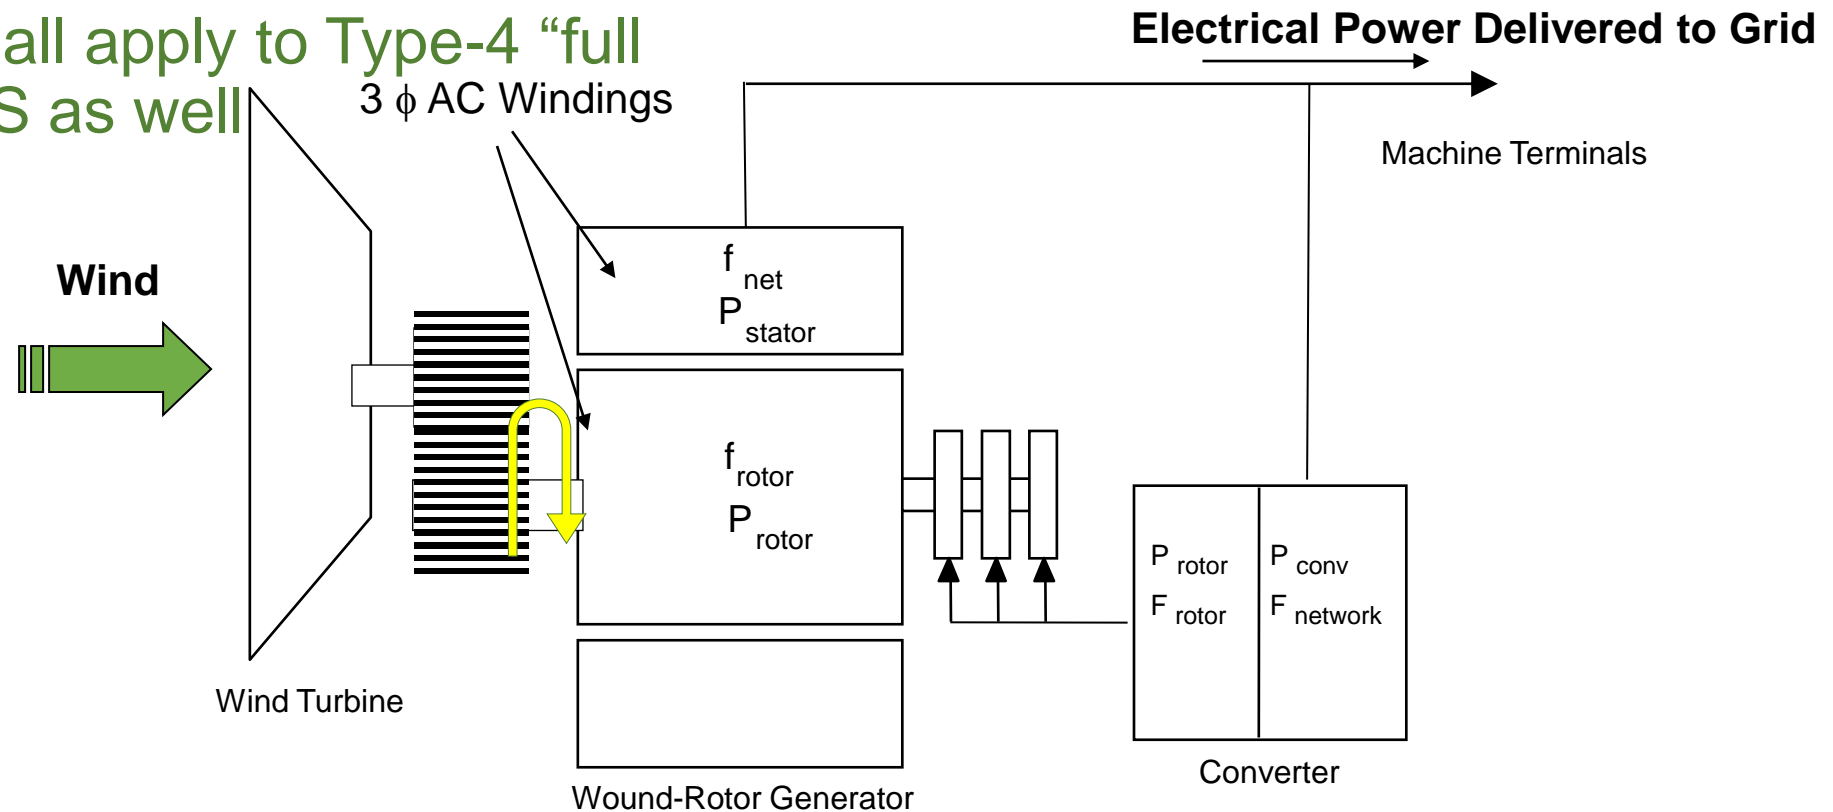 all apply to Type-4 “full
S as well
Electrical Power Delivered to Grid
3 ϕ AC Windings
Machine Terminals
Wind
f net
P stator
f rotor
P rotor
P rotor
F rotor
P conv
F network
Wind Turbine
Converter
Wound-Rotor Generator